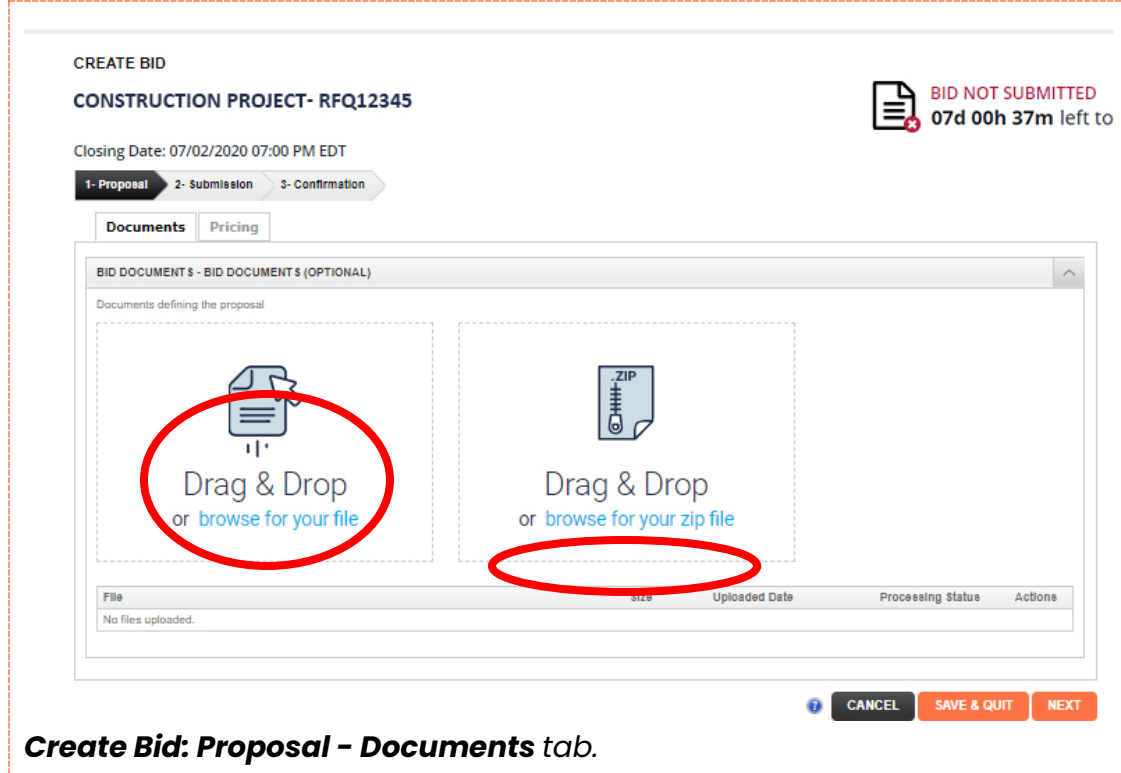 CREATE BID
CONSTRUCTION PROJECT- RFQ12345
BID NOT SUBMITTED
07d 00h 37m left to
Closing Date: 07/02/2020 07:00 PM EDT
1- Proposal 2- Submission 3- Confirmation
Documents Pricing
BID DOCUMENTS - BID DOCUMENTS (OPTIONAL)
Documents defining the proposal
.ZIP
Drag & Drop
or browse for your file
Drag & Drop
or browse for your zip file
File Size Uploaded Date Processing Status Actions
No files uploaded.
? CANCEL SAVE & QUIT NEXT
Create Bid: Proposal - Documents tab.